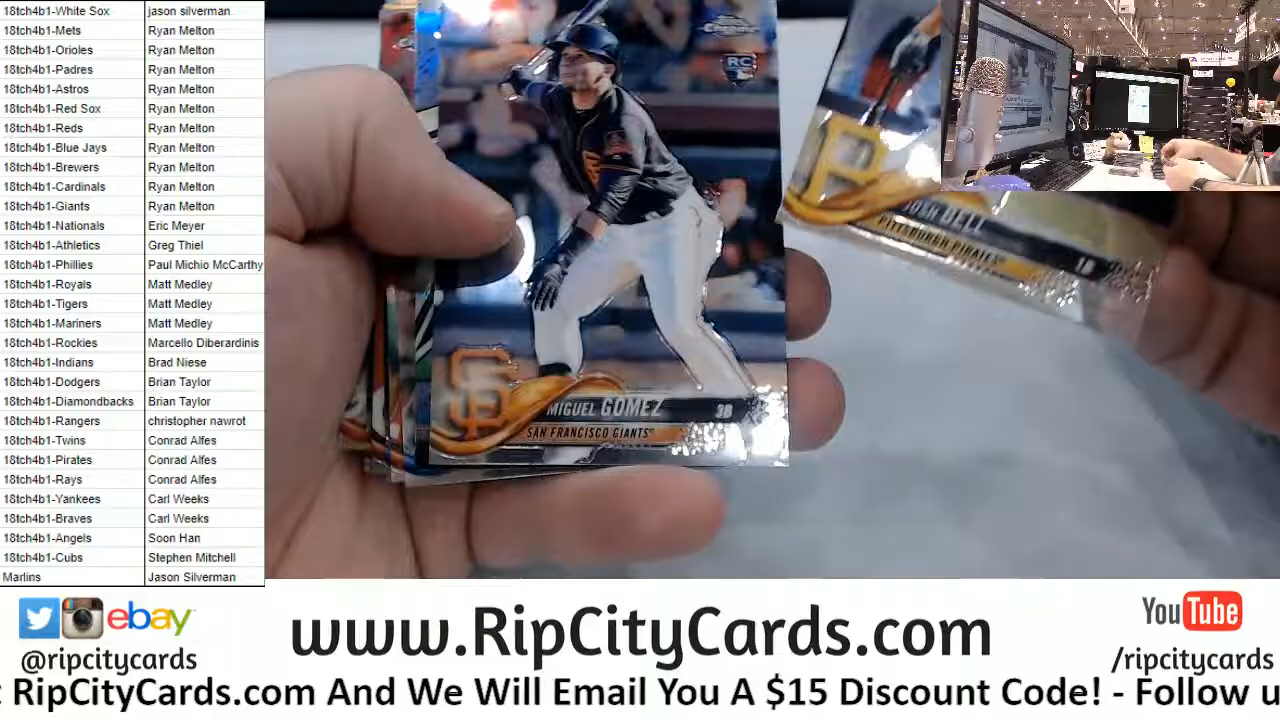 18tch4b1-White Sox jason silverman
18tch4b1-Mets Ryan Melton
18tch4b1-Orioles Ryan Melton
18tch4b1-Padres Ryan Melton
18tch4b1-Astros Ryan Melton
18tch4b1-Red Sox Ryan Melton
18tch4b1-Reds Ryan Melton
18tch4b1-Blue Jays Ryan Melton
18tch4b1-Brewers Ryan Melton
18tch4b1-Cardinals Ryan Melton
18tch4b1-Giants Ryan Melton
18tch4b1-Nationals Eric Meyer
18tch4b1-Athletics Greg Thiel
18tch4b1-Phillies Paul Michio McCarthy
18tch4b1-Royals Matt Medley
18tch4b1-Tigers Matt Medley
18tch4b1-Mariners Matt Medley
18tch4b1-Rockies Marcello Diberardinis
18tch4b1-Indians Brad Niese
18tch4b1-Dodgers Brian Taylor
18tch4b1-Diamondbacks Brian Taylor
18tch4b1-Rangers christopher nawrot
18tch4b1-Twins Conrad Alfes
18tch4b1-Pirates Conrad Alfes
18tch4b1-Rays Conrad Alfes
18tch4b1-Yankees Carl Weeks
18tch4b1-Braves Carl Weeks
18tch4b1-Angels Soon Han
18tch4b1-Cubs Stephen Mitchell
Marlins Jason Silverman
RC
SF
MIGUEL GOMEZ 3B
SAN FRANCISCO GIANTS
P
JOSH BELL
PITTSBURGH PIRATES 1B
ebay
@ripcitycards
www.RipCityCards.com
YouTube
/ripcitycards
RipCityCards.com And We Will Email You A $15 Discount Code! - Follow u